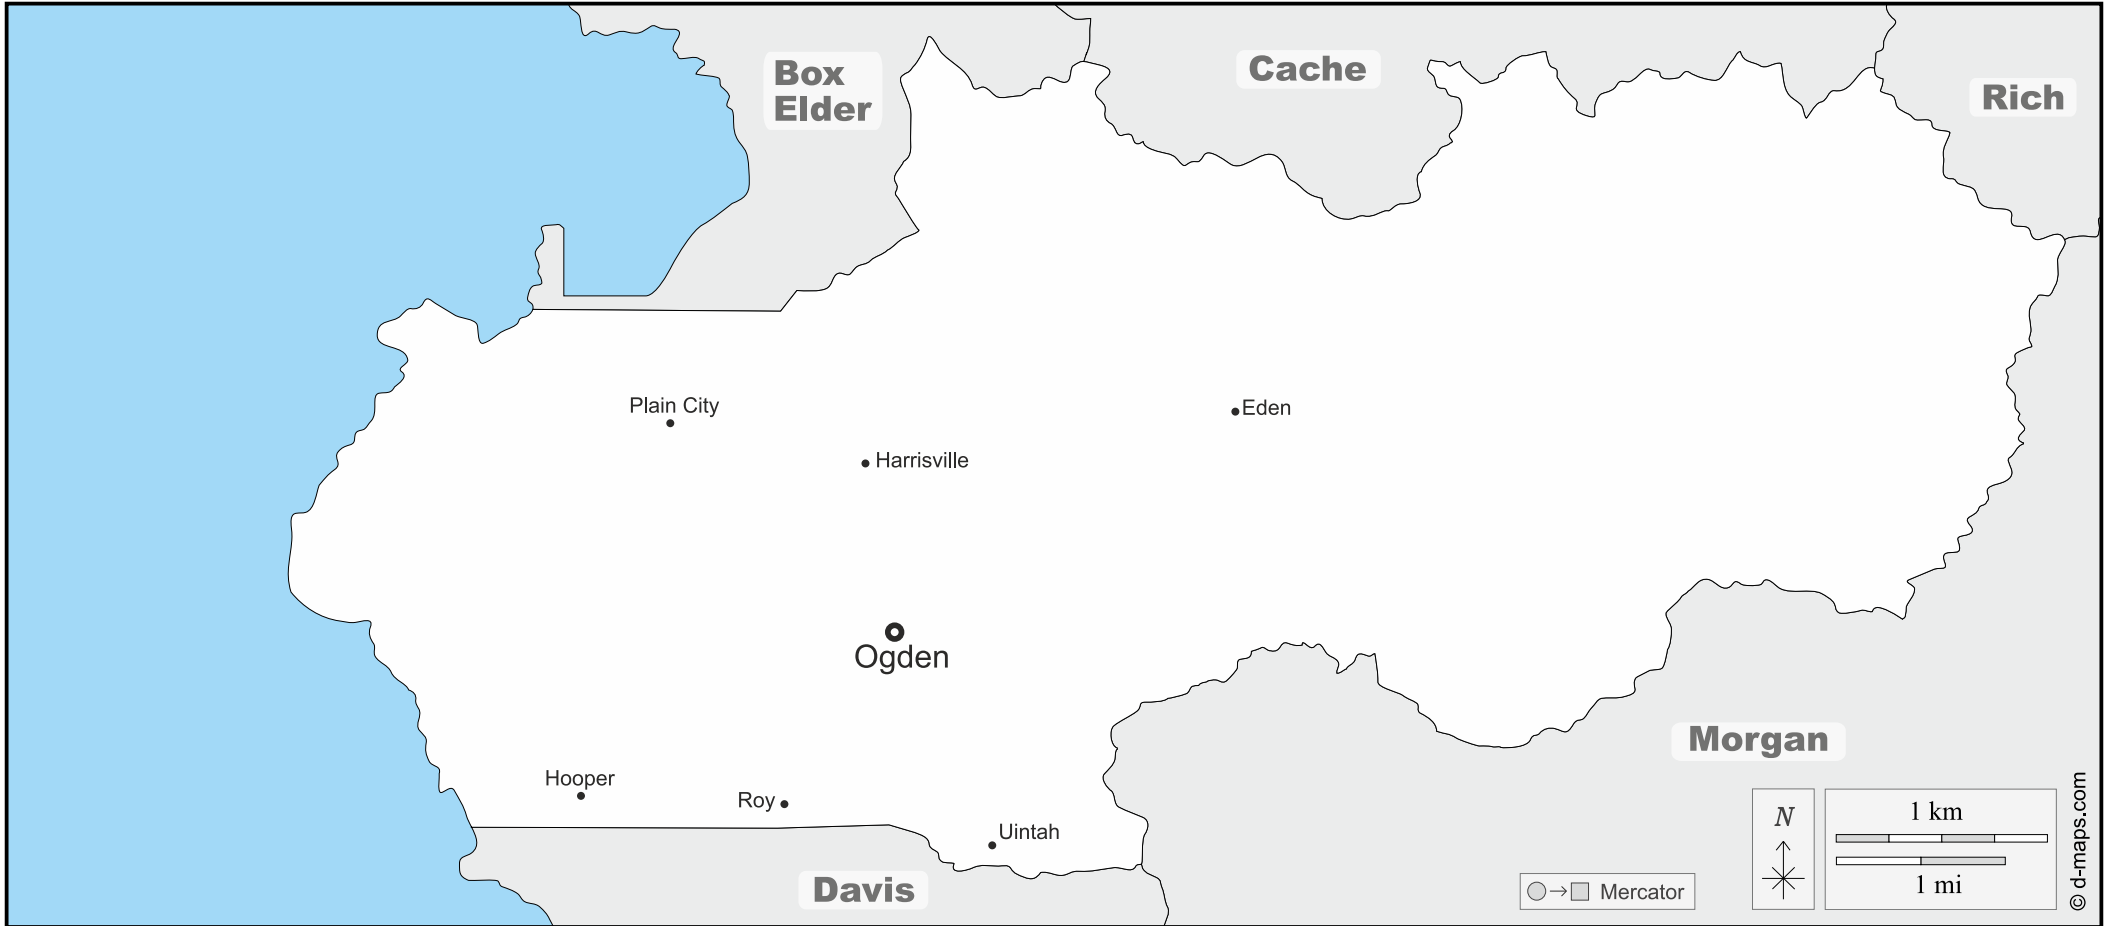 Box
Elder
Cache
Rich
Plain City
Eden
Harrisville
Ogden
Hooper
Roy
Uintah
Morgan
Davis
Mercator
N
1 km
1 mi
© d-maps.com